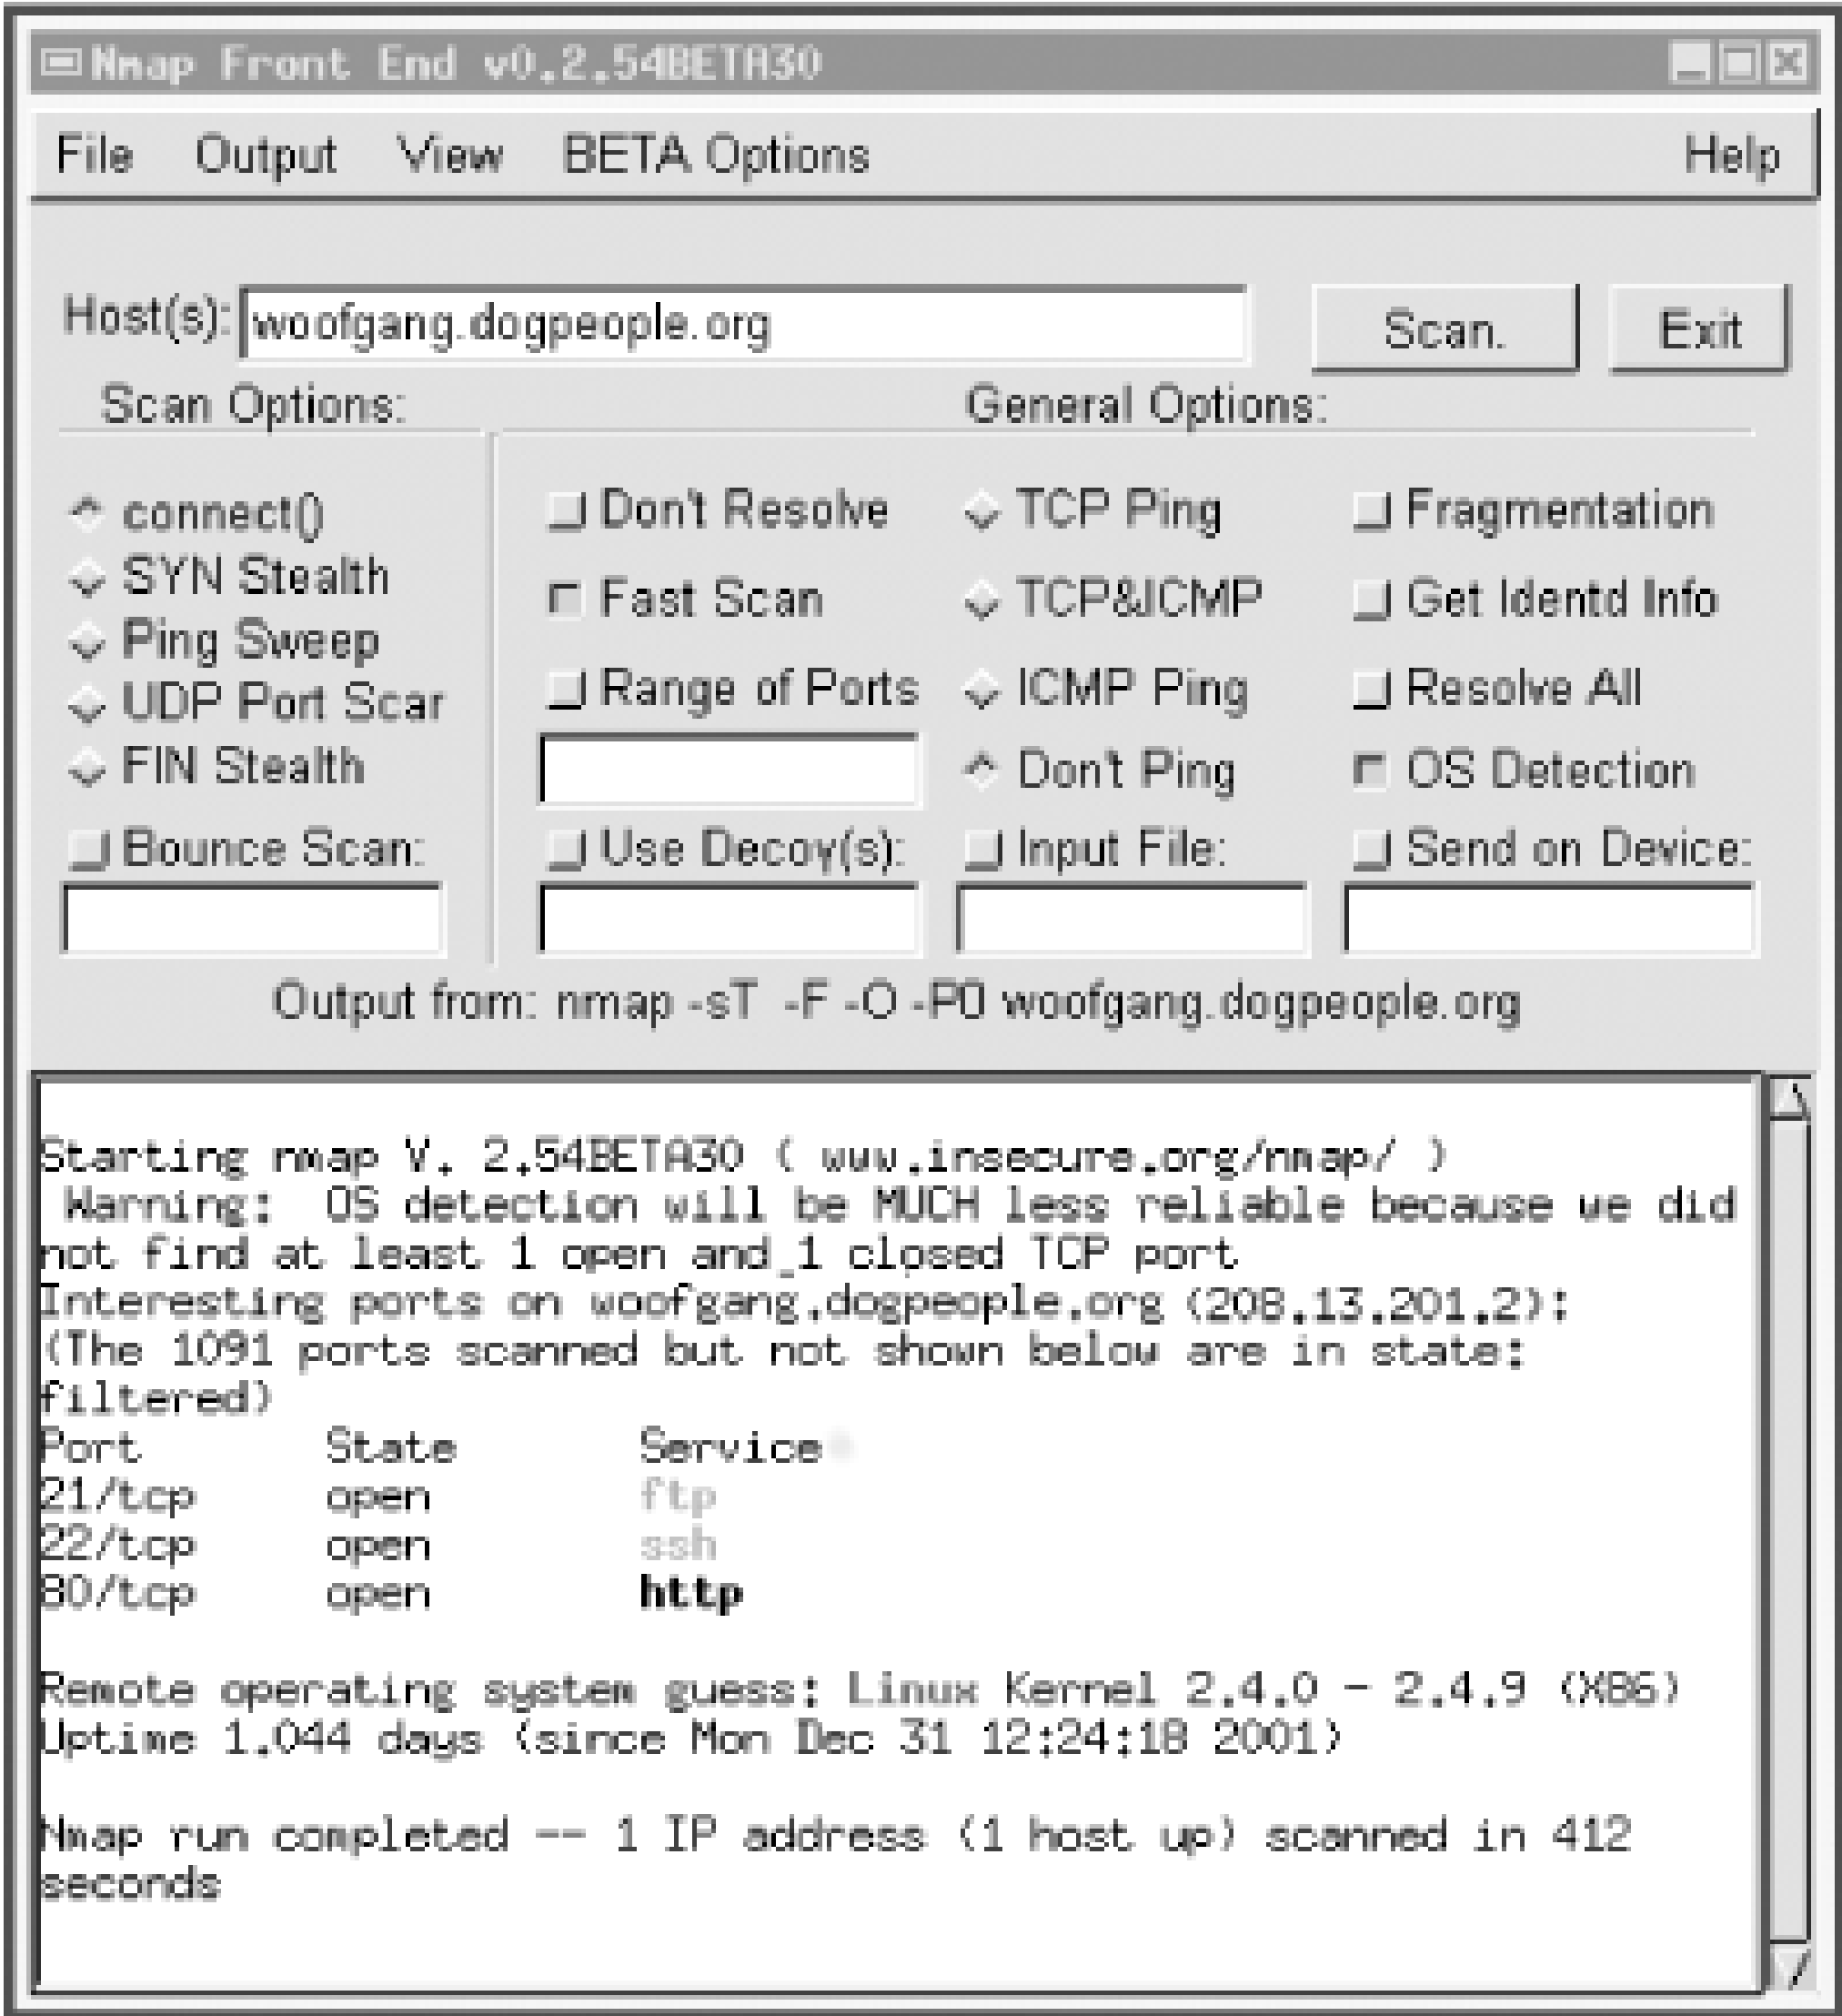 Nmap Front End v0.2.54BETA30
File Output View BETA Options Help
Host(s): woofgang.dogpeople.org Scan. Exit
Scan Options: General Options:
connect() Don't Resolve TCP Ping Fragmentation
SYN Stealth Fast Scan TCP&ICMP Get Identd Info
Ping Sweep Range of Ports ICMP Ping Resolve All
UDP Port Scar
FIN Stealth Don't Ping OS Detection
Bounce Scan: Use Decoy(s): Input File: Send on Device:
Output from: nmap -sT -F -O -P0 woofgang.dogpeople.org
Starting nmap V. 2.54BETA30 ( www.insecure.org/nmap/ )
Warning: OS detection will be MUCH less reliable because we did
not find at least 1 open and 1 closed TCP port
Interesting ports on woofgang.dogpeople.org (208.13.201.2):
(The 1091 ports scanned but not shown below are in state:
filtered)
Port State Service
21/tcp open ftp
22/tcp open ssh
80/tcp open http
Remote operating system guess: Linux Kernel 2.4.0 - 2.4.9 (X86)
Uptime 1.044 days (since Mon Dec 31 12:24:18 2001)
Nmap run completed -- 1 IP address (1 host up) scanned in 412
seconds